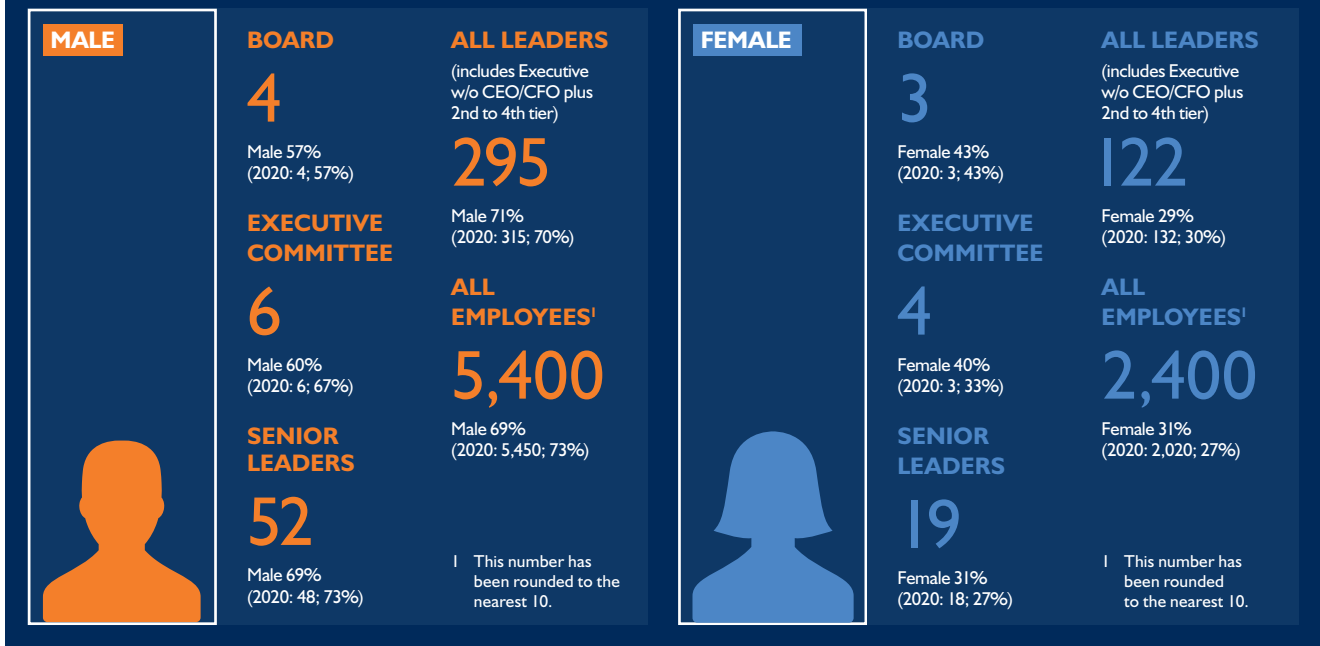 MALE
BOARD
4
Male 57%
(2020: 4; 57%)
EXECUTIVE
COMMITTEE
6
Male 60%
(2020: 6; 67%)
SENIOR
LEADERS
52
Male 69%
(2020: 48; 73%)
ALL LEADERS
(includes Executive
w/o CEO/CFO plus
2nd to 4th tier)
295
Male 71%
(2020: 315; 70%)
ALL
EMPLOYEES¹
5,400
Male 69%
(2020: 5,450; 73%)
1 This number has
been rounded to the
nearest 10.
FEMALE
BOARD
3
Female 43%
(2020: 3; 43%)
EXECUTIVE
COMMITTEE
4
Female 40%
(2020: 3; 33%)
SENIOR
LEADERS
19
Female 31%
(2020: 18; 27%)
ALL LEADERS
(includes Executive
w/o CEO/CFO plus
2nd to 4th tier)
122
Female 29%
(2020: 132; 30%)
ALL
EMPLOYEES¹
2,400
Female 31%
(2020: 2,020; 27%)
1 This number has
been rounded
to the nearest 10.